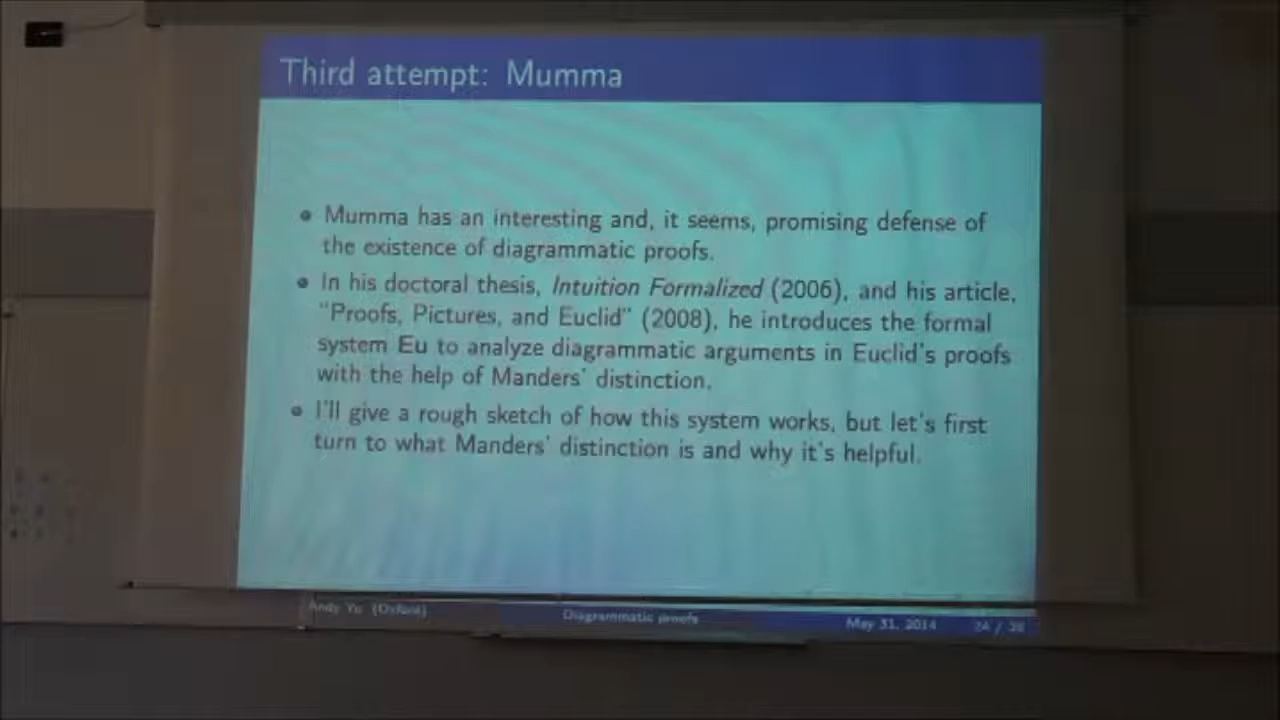 Third attempt: Mumma
Mumma has an interesting and, it seems, promising defense of
the existence of diagrammatic proofs.
In his doctoral thesis, Intuition Formalized (2006), and his article,
"Proofs, Pictures, and Euclid" (2008), he introduces the formal
system Eu to analyze diagrammatic arguments in Euclid's proofs
with the help of Manders' distinction.
I'll give a rough sketch of how this system works, but let's first
turn to what Manders' distinction is and why it's helpful.
Andy Yu (Oxford)
Diagrammatic proofs
May 31, 2014
24 /